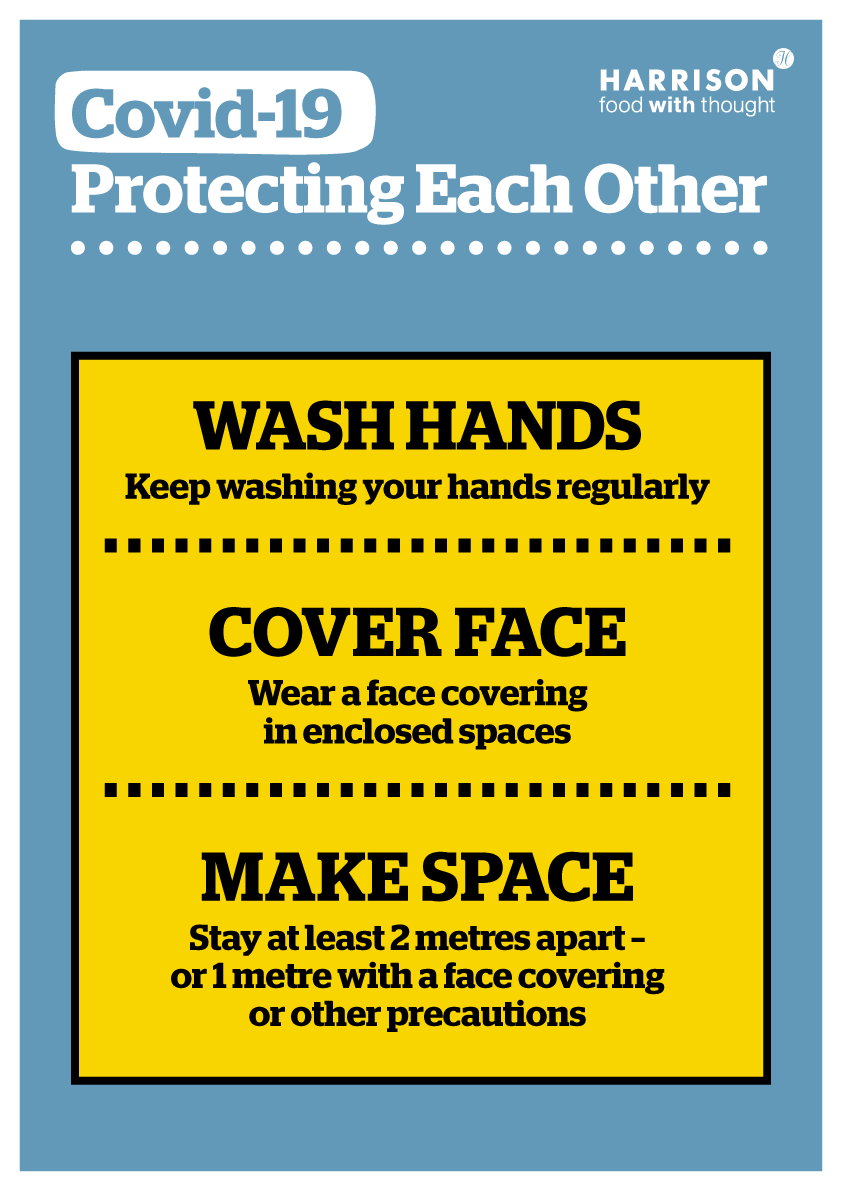 Covid-19
HARRISON
food with thought
Protecting Each Other
WASH HANDS
Keep washing your hands regularly
COVER FACE
Wear a face covering
in enclosed spaces
MAKE SPACE
Stay at least 2 metres apart –
or 1 metre with a face covering
or other precautions